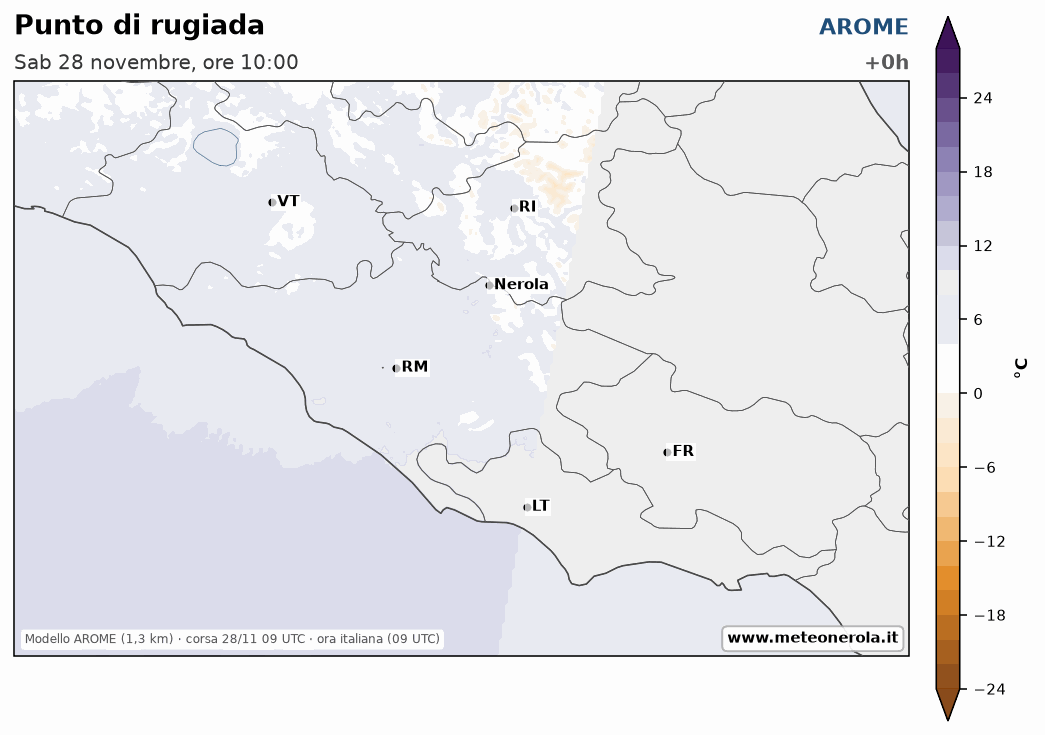 Punto di rugiada
AROME
Sab 28 novembre, ore 10:00
+0h
VT
RI
Nerola
RM
FR
LT
24
18
12
6
0
−6
−12
−18
−24
°C
Modello AROME (1,3 km) · corsa 28/11 09 UTC · ora italiana (09 UTC)
www.meteonerola.it